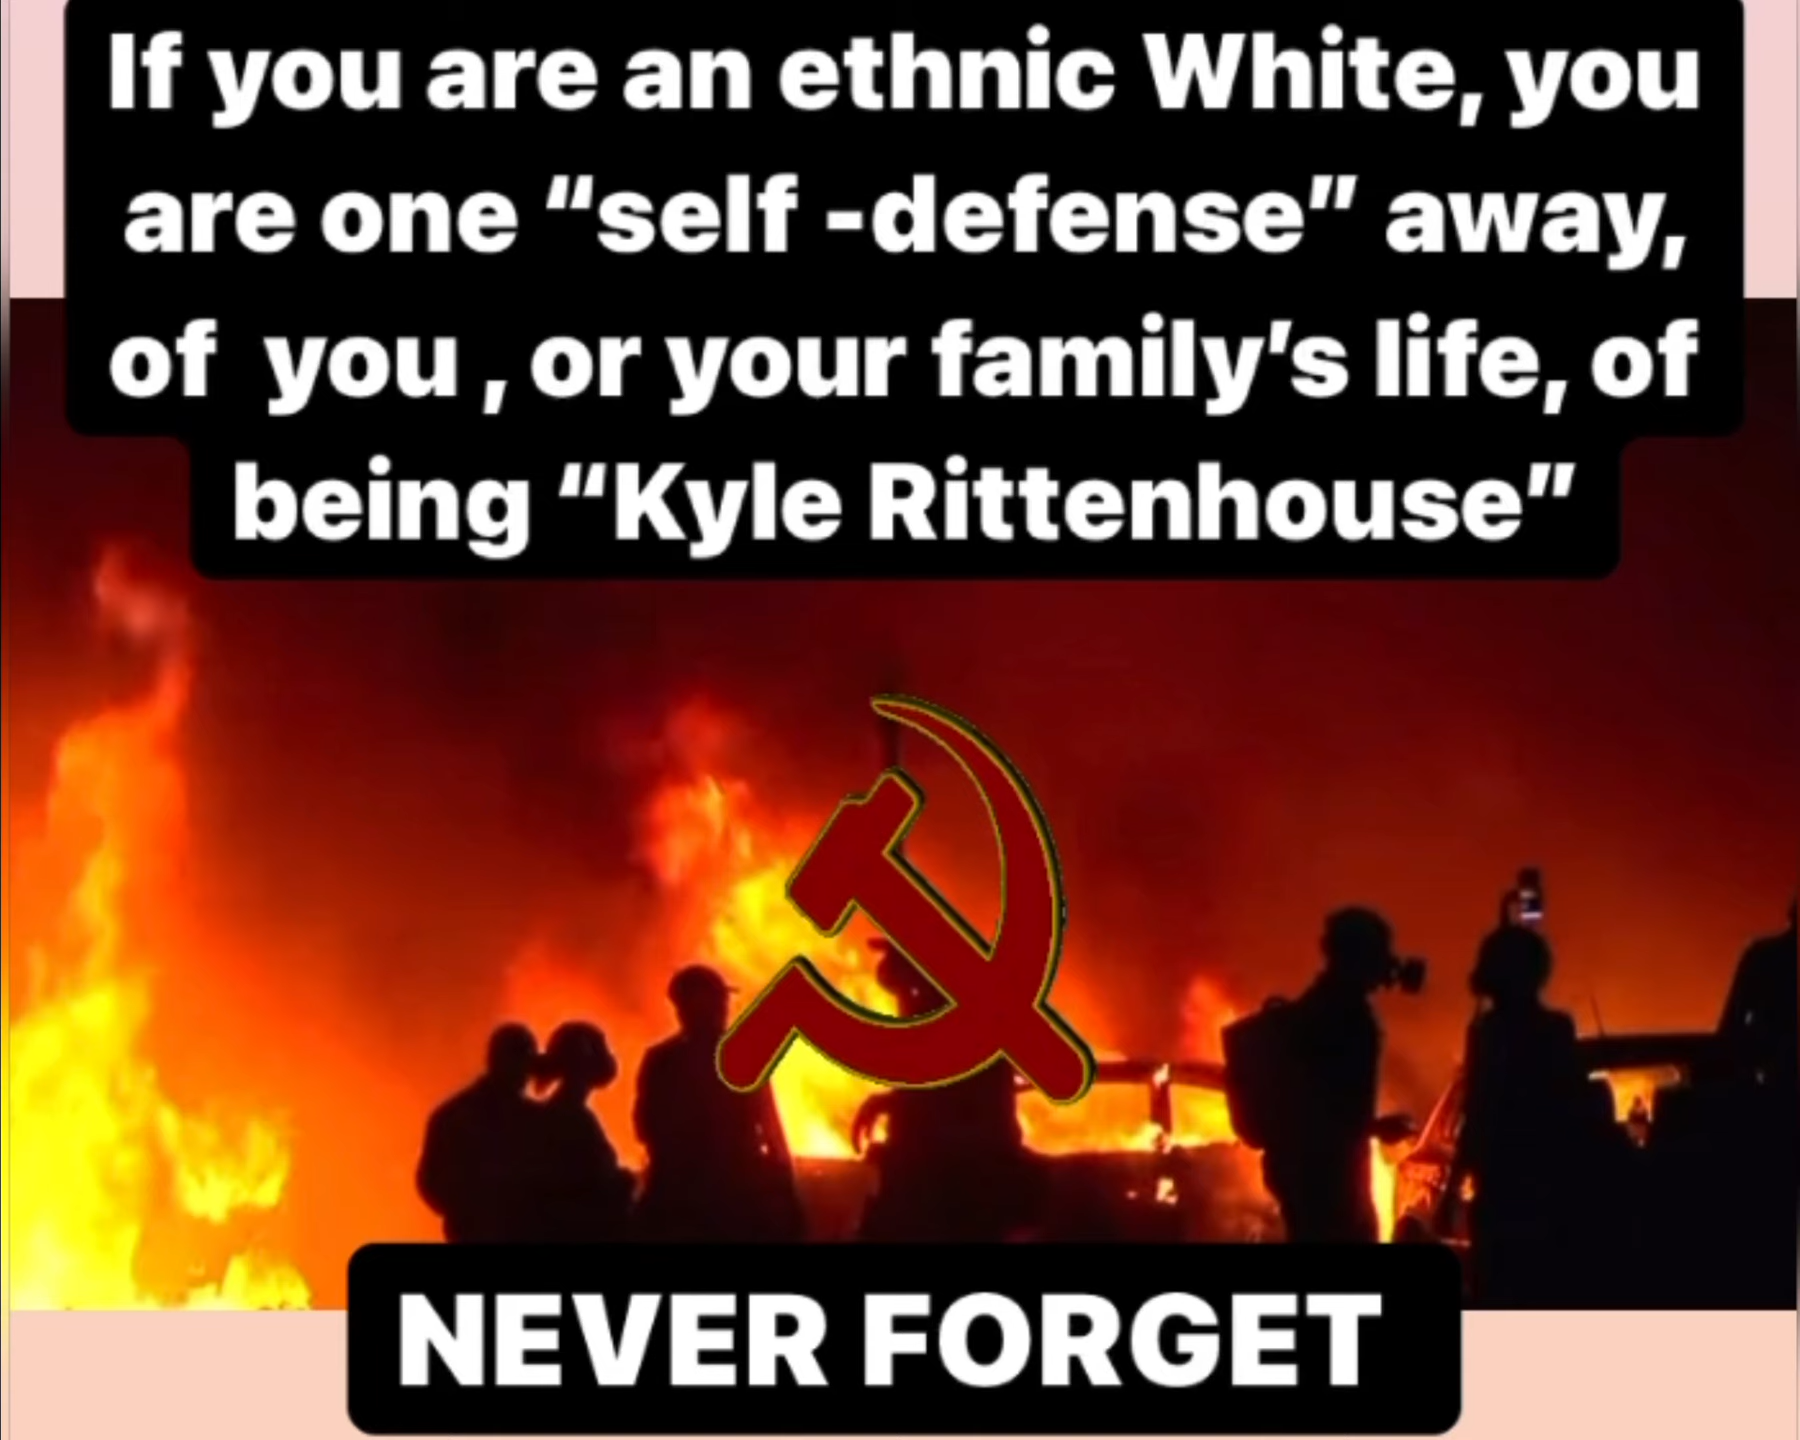 If you are an ethnic White, you
are one “self -defense” away,
of  you , or your family’s life, of
being “Kyle Rittenhouse”
NEVER FORGET